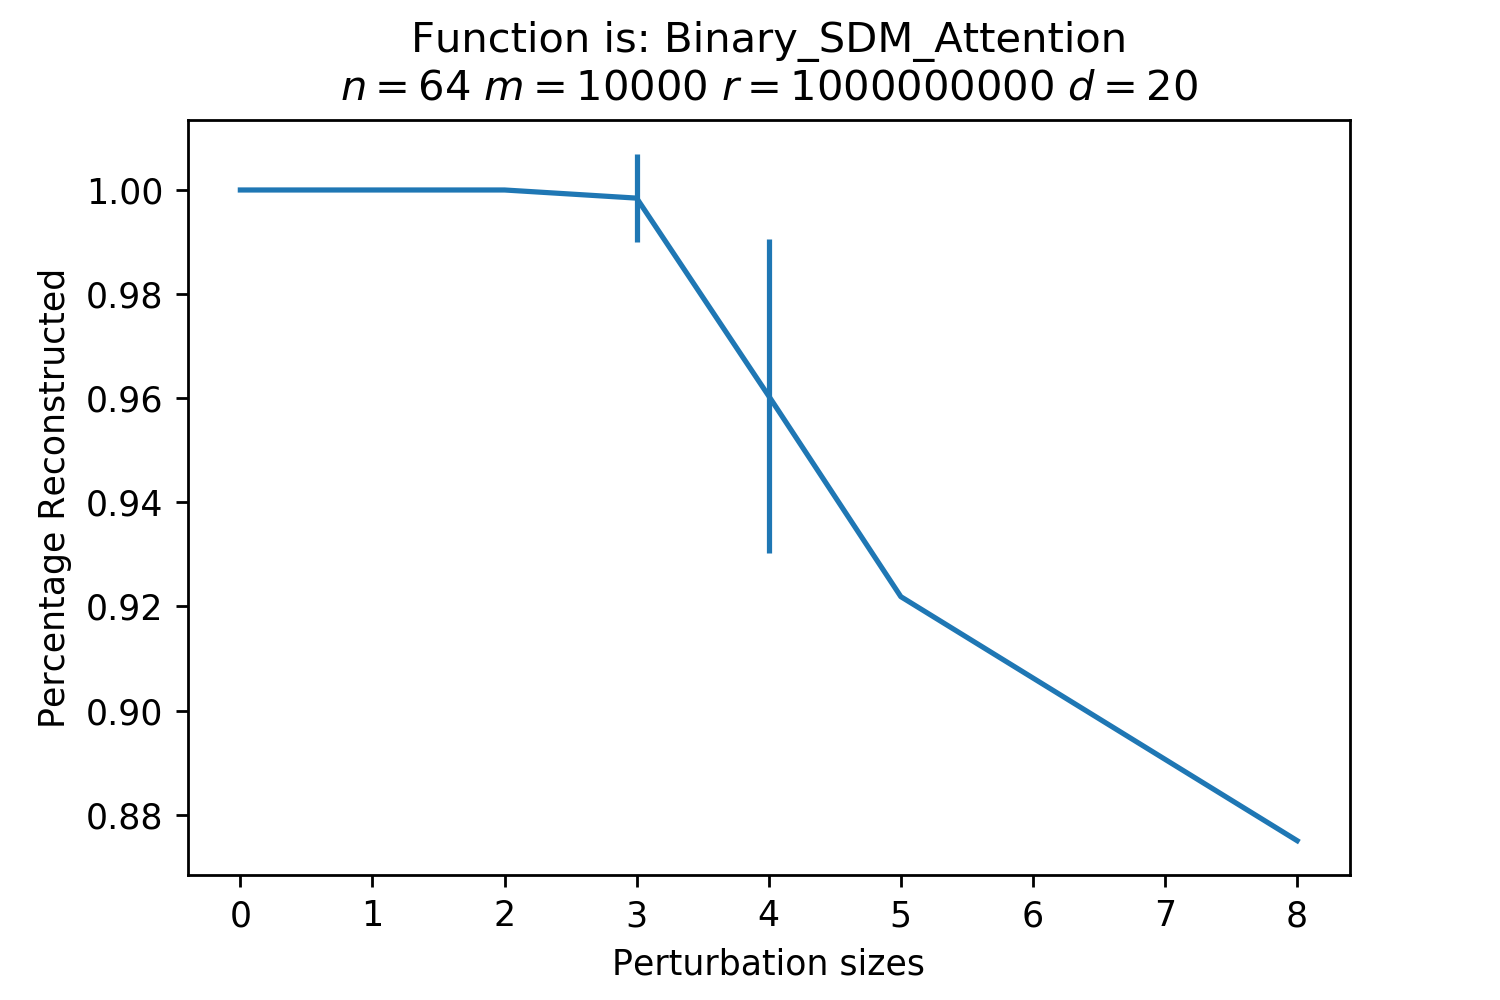 Function is: Binary_SDM_Attention
n = 64 m = 10000 r = 1000000000 d = 20
1.00
0.98
0.96
0.94
0.92
0.90
0.88
Percentage Reconstructed
0 1 2 3 4 5 6 7 8
Perturbation sizes